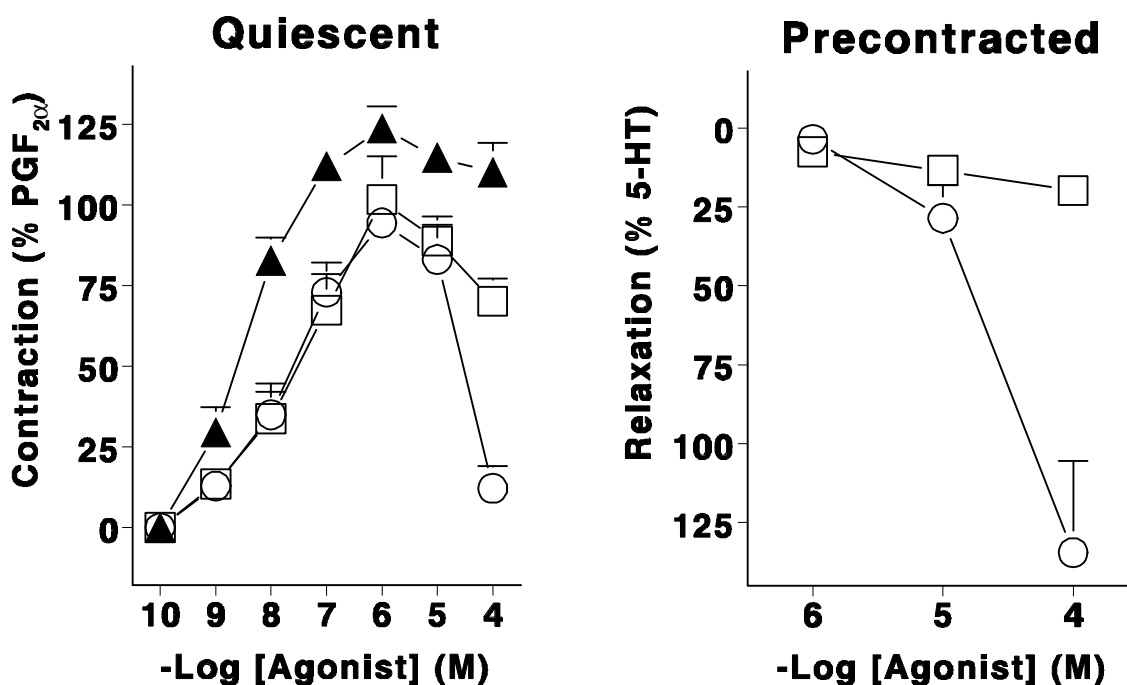 Quiescent
Contraction (% PGF2α)
125
100
75
50
25
0
10 9 8 7 6 5 4
-Log [Agonist] (M)
Precontracted
Relaxation (% 5-HT)
0
25
50
75
100
125
6 5 4
-Log [Agonist] (M)